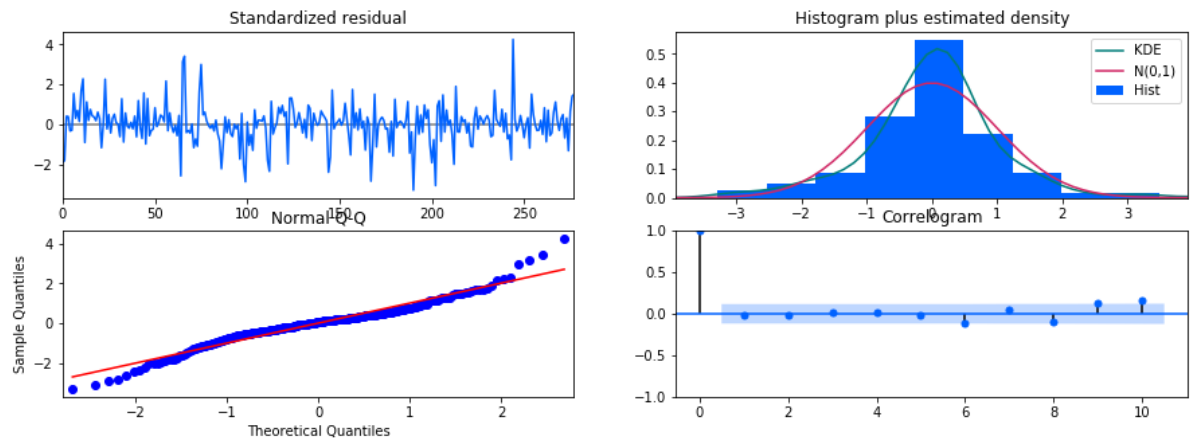 Standardized residual
4
2
0
−2
0 50 100 150 200 250
Histogram plus estimated density
0.5
0.4
0.3
0.2
0.1
0.0
KDE
N(0,1)
Hist
−3 −2 −1 0 1 2 3
Normal Q-Q
Sample Quantiles
4
2
0
−2
−2 −1 0 1 2
Theoretical Quantiles
Correlogram
1.0
0.5
0.0
−0.5
−1.0
0 2 4 6 8 10